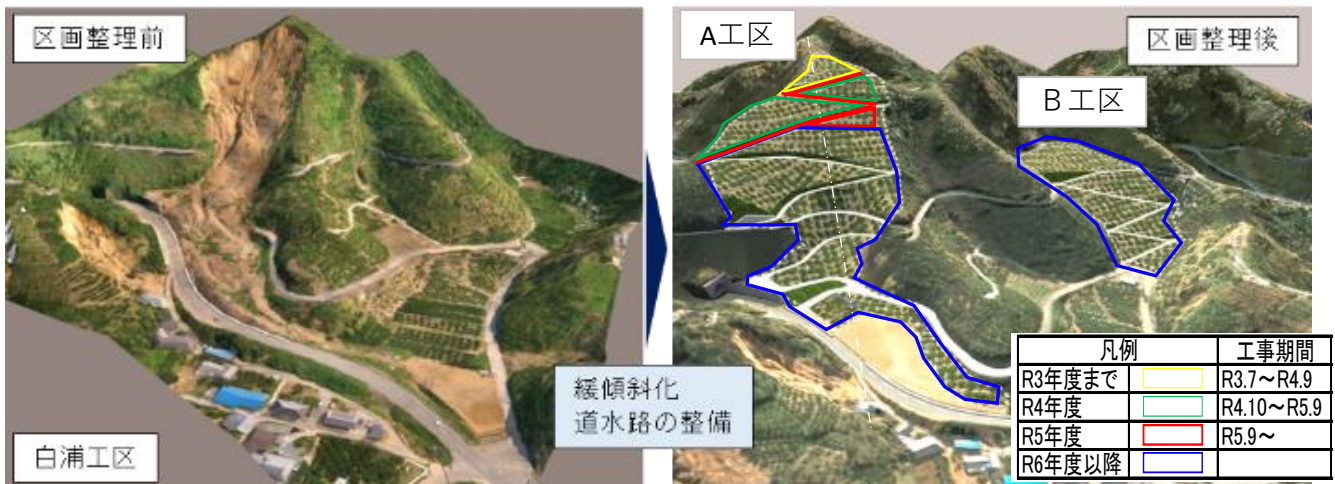 区画整理前
白浦工区
緩傾斜化
道水路の整備
A工区
B工区
区画整理後
凡例 工事期間
R3年度まで R3.7～R4.9
R4年度 R4.10～R5.9
R5年度 R5.9～
R6年度以降